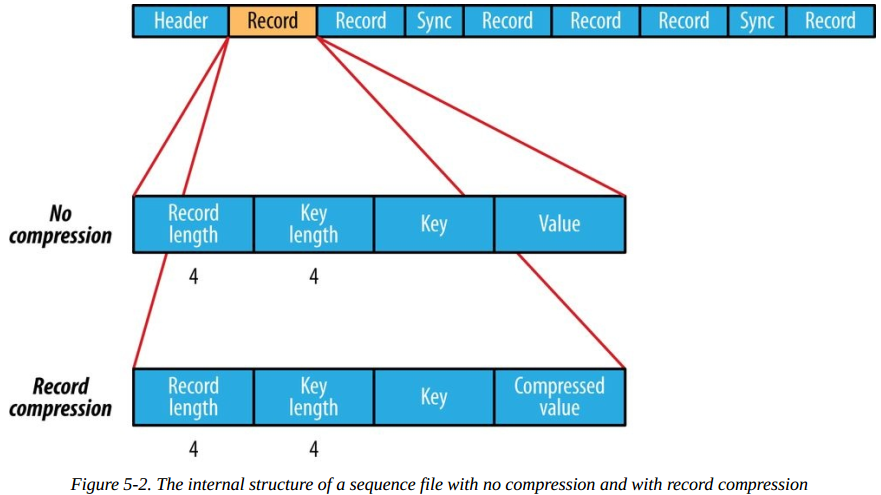 Header Record Record Sync Record Record Record Sync Record
No
compression
Record
length
Key
length
Key
Value
4 4
Record
compression
Record
length
Key
length
Key
Compressed
value
4 4
Figure 5-2. The internal structure of a sequence file with no compression and with record compression